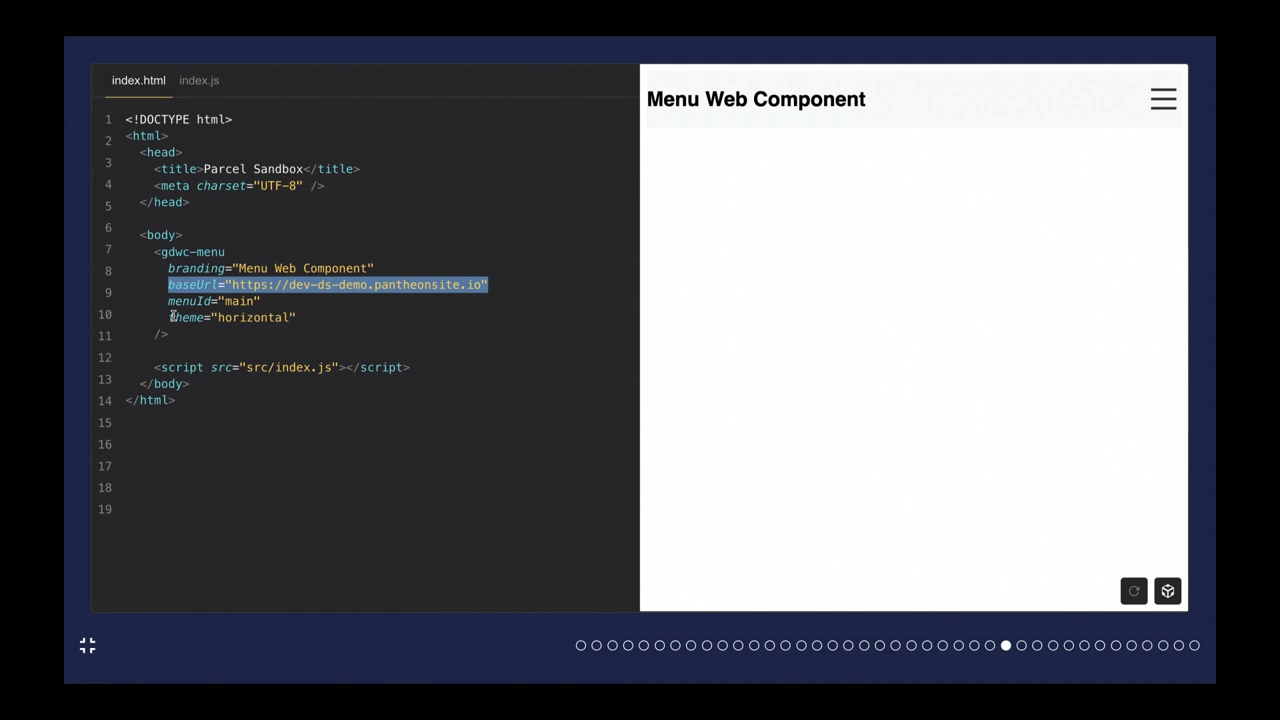 index.html index.js
1 <!DOCTYPE html>
2 <html>
3 <head>
4 <title>Parcel Sandbox</title>
5 <meta charset="UTF-8" />
</head>
6
7 <body>
8 <gdwc-menu
branding="Menu Web Component"
9 baseUrl="https://dev-ds-demo.pantheonsite.io"
menuId="main"
10 theme="horizontal"
11 />
12
13 <script src="src/index.js"></script>
</body>
14 </html>
15
16
17
18
19
Menu Web Component